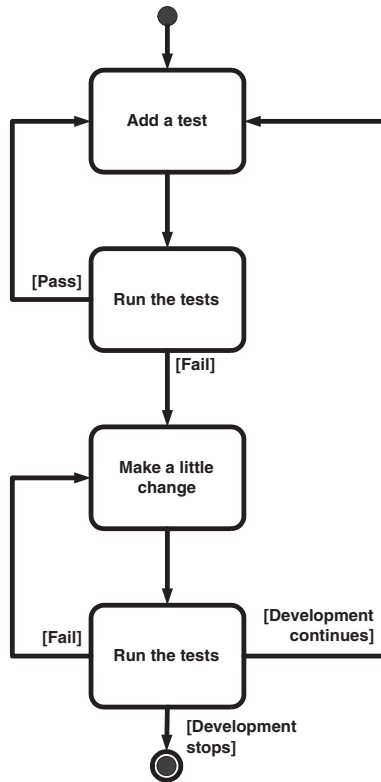 Add a test
[Pass]
Run the tests
[Fail]
Make a little
change
[Fail]
Run the tests
[Development
continues]
[Development
stops]